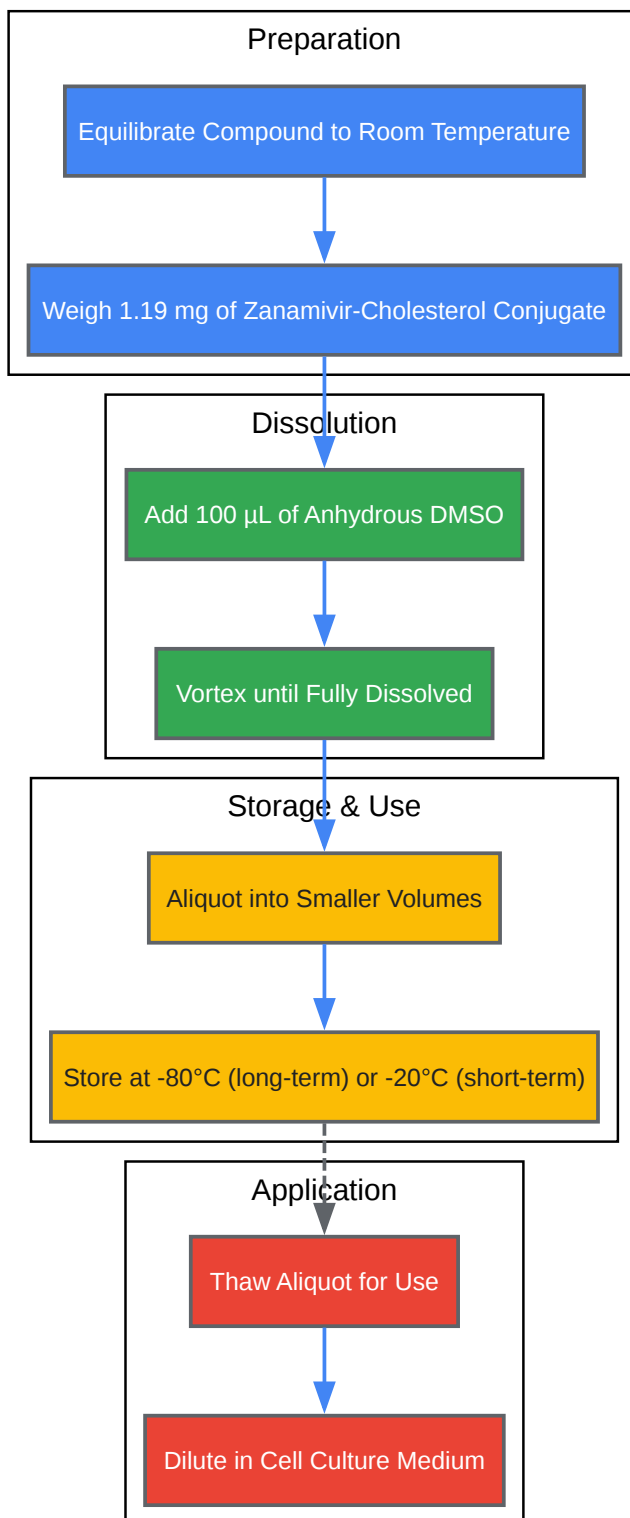 Preparation
Equilibrate Compound to Room Temperature
Weigh 1.19 mg of Zanamivir-Cholesterol Conjugate
Dissolution
Add 100 µL of Anhydrous DMSO
Vortex until Fully Dissolved
Storage & Use
Aliquot into Smaller Volumes
Store at -80°C (long-term) or -20°C (short-term)
Application
Thaw Aliquot for Use
Dilute in Cell Culture Medium